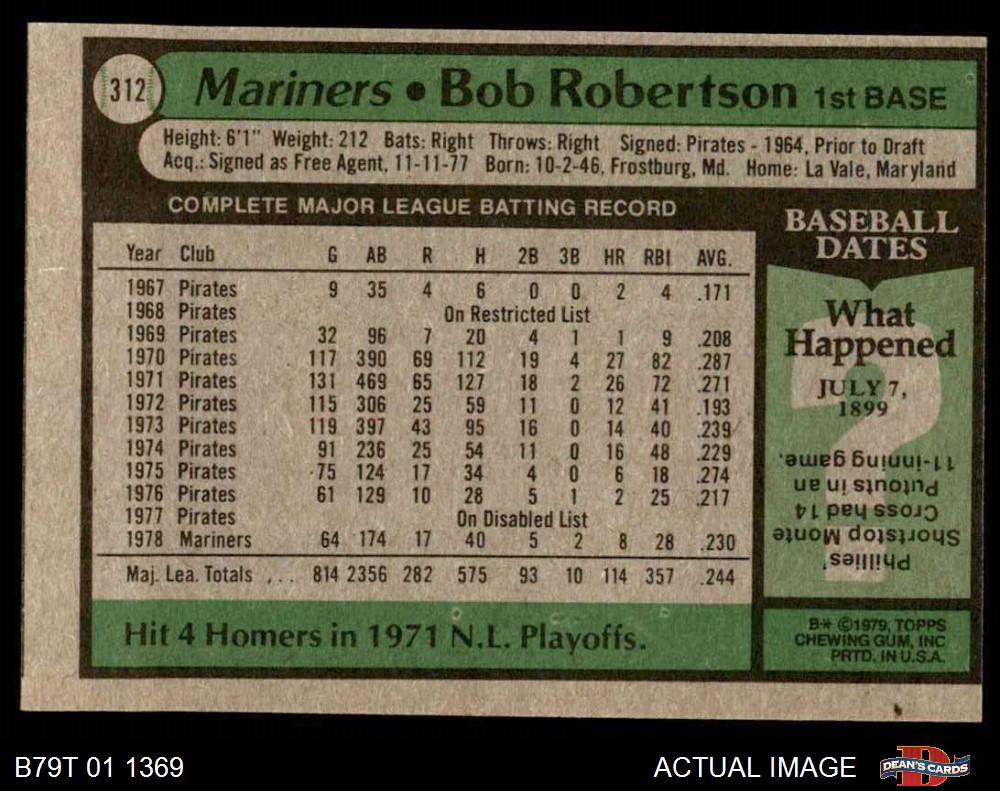 312
Mariners • Bob Robertson 1st BASE
Height: 6'1" Weight: 212 Bats: Right Throws: Right Signed: Pirates - 1964, Prior to Draft
Acq.: Signed as Free Agent, 11-11-77 Born: 10-2-46, Frostburg, Md. Home: La Vale, Maryland
COMPLETE MAJOR LEAGUE BATTING RECORD
Year Club G AB R H 2B 3B HR RBI AVG.
1967 Pirates 9 35 4 6 0 0 2 4 .171
1968 Pirates On Restricted List
1969 Pirates 32 96 7 20 4 1 1 9 .208
1970 Pirates 117 390 69 112 19 4 27 82 .287
1971 Pirates 131 469 65 127 18 2 26 72 .271
1972 Pirates 115 306 25 59 11 0 12 41 .193
1973 Pirates 119 397 43 95 16 0 14 40 .239
1974 Pirates 91 236 25 54 11 0 16 48 .229
1975 Pirates 75 124 17 34 4 0 6 18 .274
1976 Pirates 61 129 10 28 5 1 2 25 .217
1977 Pirates On Disabled List
1978 Mariners 64 174 17 40 5 2 8 28 .230
Maj. Lea. Totals ... 814 2356 282 575 93 10 114 357 .244
Hit 4 Homers in 1971 N.L. Playoffs.
BASEBALL
DATES
What
Happened
JULY 7,
1899
?
Phillies'
Shortstop Monte
Cross had 14
Putouts in an
11-inning game.
B* ©1979, TOPPS
CHEWING GUM, INC
PRTD. IN U.S.A.
B79T 01 1369
ACTUAL IMAGE
D
DEAN'S CARDS